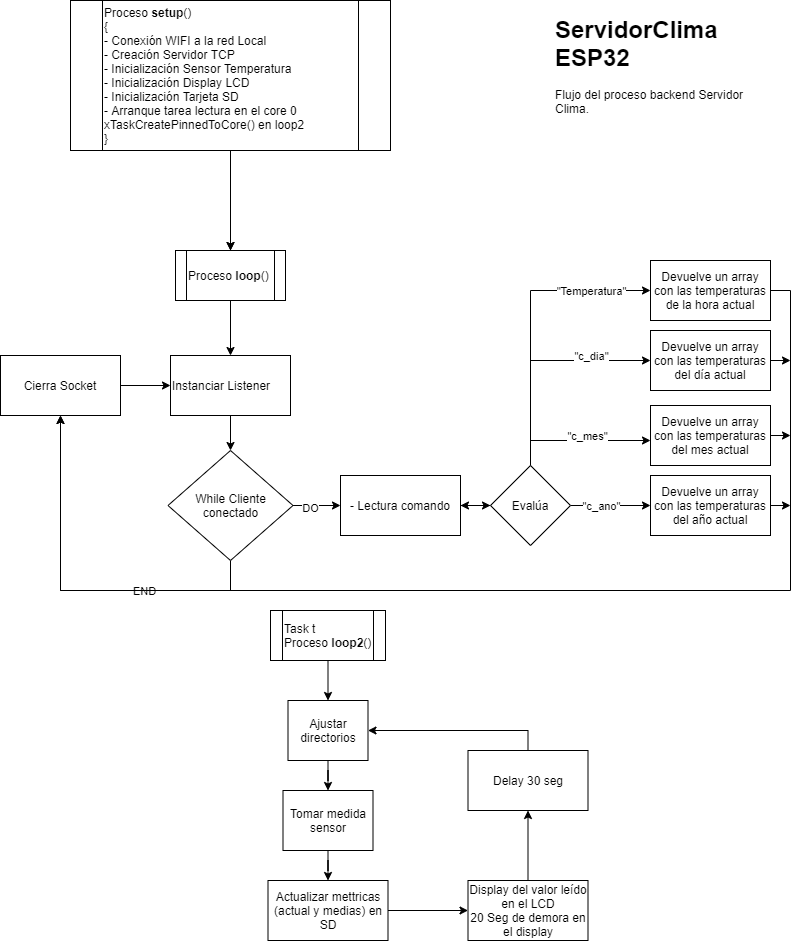 Proceso setup()
{
- Conexión WIFI a la red Local
- Creación Servidor TCP
- Inicialización Sensor Temperatura
- Inicialización Display LCD
- Inicialización Tarjeta SD
- Arranque tarea lectura en el core 0
xTaskCreatePinnedToCore() en loop2
}
ServidorClima
ESP32
Flujo del proceso backend Servidor
Clima.
Proceso loop()
Cierra Socket
Instanciar Listener
While Cliente
conectado
DO
- Lectura comando
Evalúa
"Temperatura"
Devuelve un array
con las temperaturas
de la hora actual
"c_dia"
Devuelve un array
con las temperaturas
del día actual
"c_mes"
Devuelve un array
con las temperaturas
del mes actual
"c_ano"
Devuelve un array
con las temperaturas
del año actual
END
Task t
Proceso loop2()
Ajustar
directorios
Tomar medida
sensor
Actualizar mettricas
(actual y medias) en
SD
Display del valor leído
en el LCD
20 Seg de demora en
el display
Delay 30 seg